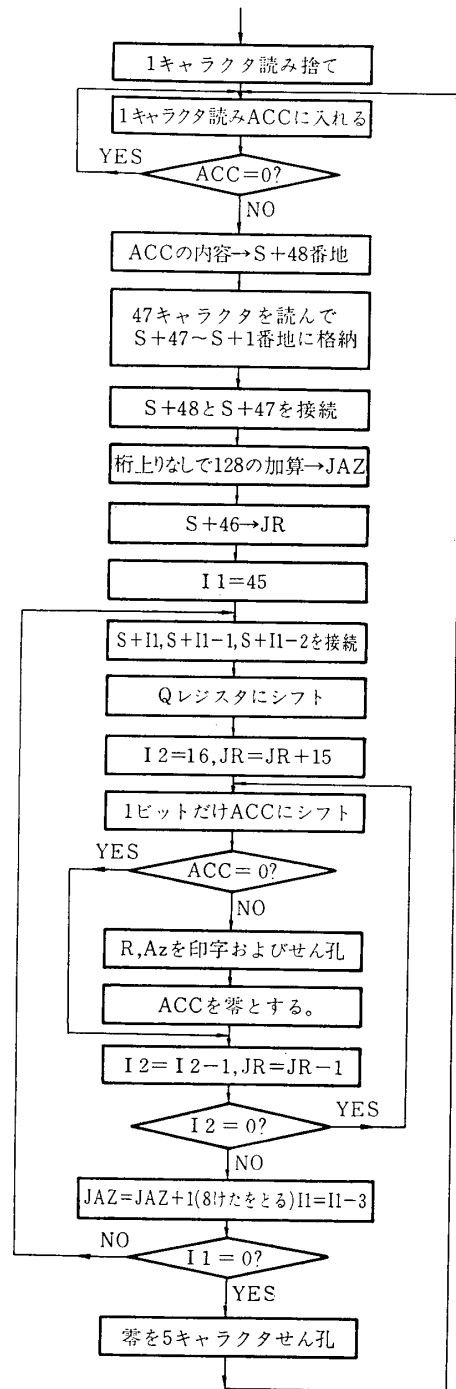 1キャラクタ読み捨て
1キャラクタ読みACCに入れる
YES
ACC=0?
NO
ACCの内容→S+48番地
47キャラクタを読んで
S+47～S+1番地に格納
S+48とS+47を接続
桁上りなしで128の加算→JAZ
S+46→JR
I1=45
S+I1,S+I1-1,S+I1-2を接続
Qレジスタにシフト
I2=16,JR=JR+15
1ビットだけACCにシフト
YES
ACC=0?
NO
R,Azを印字およびせん孔
ACCを零とする。
I2=I2-1,JR=JR-1
YES
I2=0?
NO
JAZ=JAZ+1(8けたをとる)I1=I1-3
NO
I1=0?
YES
零を5キャラクタせん孔